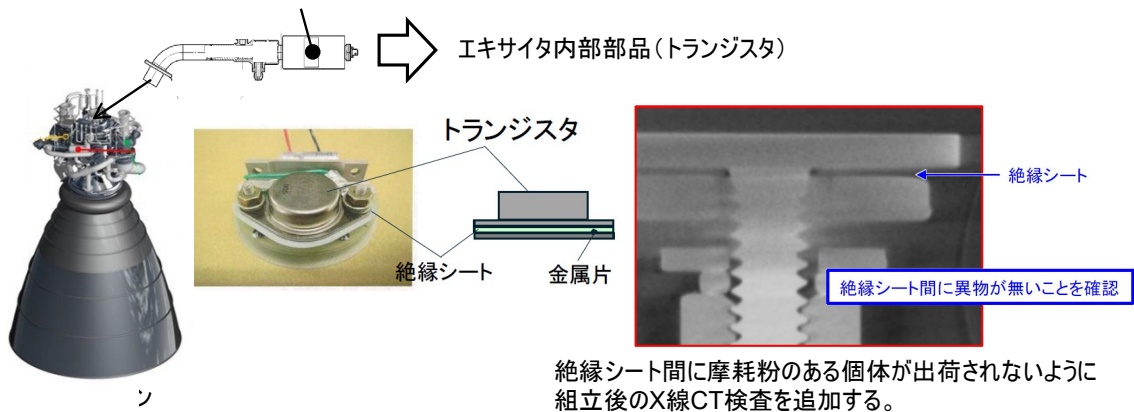 エキサイタ内部部品(トランジスタ)
トランジスタ
絶縁シート
金属片
絶縁シート
絶縁シート間に異物が無いことを確認
ン
絶縁シート間に摩耗粉のある個体が出荷されないように
組立後のX線CT検査を追加する。